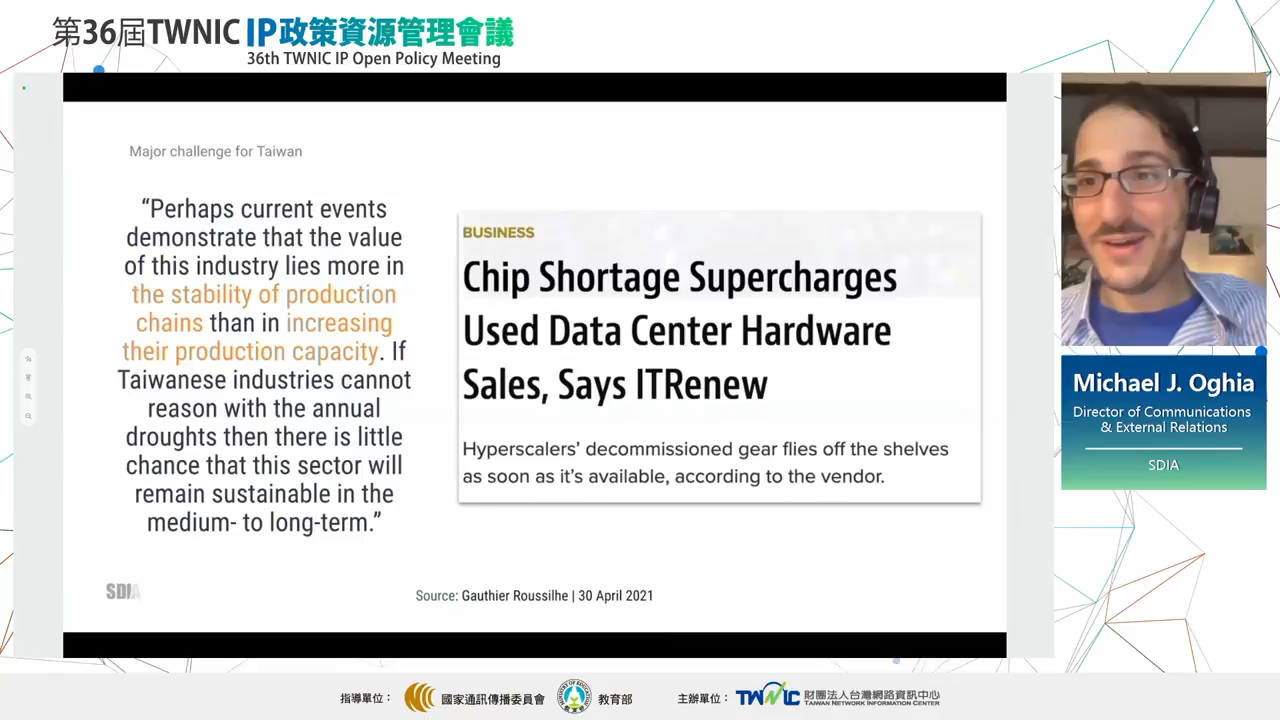 第36屆TWNIC IP政策資源管理會議
36th TWNIC IP Open Policy Meeting
Major challenge for Taiwan
“Perhaps current events
demonstrate that the value
of this industry lies more in
the stability of production
chains than in increasing
their production capacity. If
Taiwanese industries cannot
reason with the annual
droughts then there is little
chance that this sector will
remain sustainable in the
medium- to long-term.”
BUSINESS
Chip Shortage Supercharges
Used Data Center Hardware
Sales, Says ITRenew
Hyperscalers’ decommissioned gear flies off the shelves
as soon as it’s available, according to the vendor.
SDIA
Source: Gauthier Roussilhe | 30 April 2021
Michael J. Oghia
Director of Communications
& External Relations
SDIA
指導單位：
國家通訊傳播委員會
教育部
主辦單位：
TWNIC
財團法人台灣網路資訊中心
TAIWAN NETWORK INFORMATION CENTER